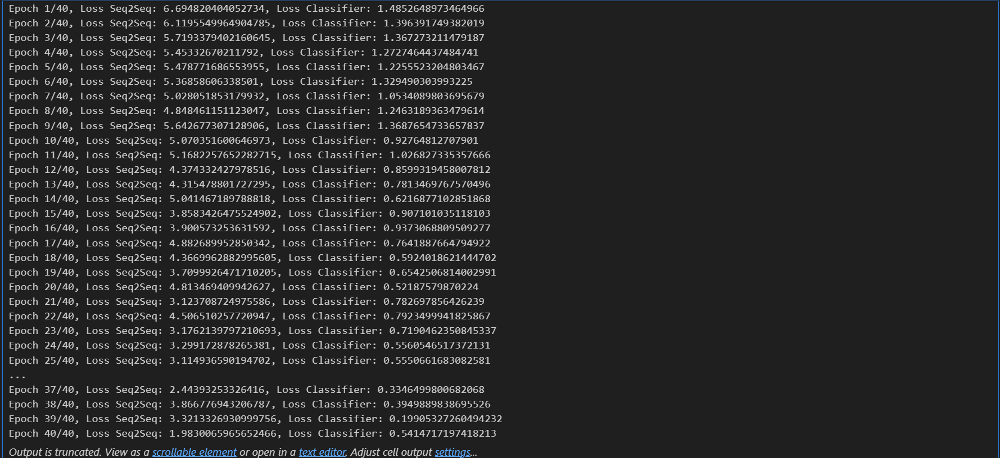 Epoch 1/40, Loss Seq2Seq: 6.694820404052734, Loss Classifier: 1.4852648973464966
Epoch 2/40, Loss Seq2Seq: 6.1195549964904785, Loss Classifier: 1.396391749382019
Epoch 3/40, Loss Seq2Seq: 5.7193379402160645, Loss Classifier: 1.367273211479187
Epoch 4/40, Loss Seq2Seq: 5.45332670211792, Loss Classifier: 1.2727464437484741
Epoch 5/40, Loss Seq2Seq: 5.478771686553955, Loss Classifier: 1.2255523204803467
Epoch 6/40, Loss Seq2Seq: 5.36858606338501, Loss Classifier: 1.329490303993225
Epoch 7/40, Loss Seq2Seq: 5.028051853179932, Loss Classifier: 1.0534089803695679
Epoch 8/40, Loss Seq2Seq: 4.848461151123047, Loss Classifier: 1.2463189363479614
Epoch 9/40, Loss Seq2Seq: 5.642677307128906, Loss Classifier: 1.3687654733657837
Epoch 10/40, Loss Seq2Seq: 5.070351600646973, Loss Classifier: 0.92764812707901
Epoch 11/40, Loss Seq2Seq: 5.1682257652282715, Loss Classifier: 1.026827335357666
Epoch 12/40, Loss Seq2Seq: 4.374332427978516, Loss Classifier: 0.8599319458007812
Epoch 13/40, Loss Seq2Seq: 4.315478801727295, Loss Classifier: 0.7813469767570496
Epoch 14/40, Loss Seq2Seq: 5.041467189788818, Loss Classifier: 0.6216877102851868
Epoch 15/40, Loss Seq2Seq: 3.8583426475524902, Loss Classifier: 0.907101035118103
Epoch 16/40, Loss Seq2Seq: 3.900573253631592, Loss Classifier: 0.9373068809509277
Epoch 17/40, Loss Seq2Seq: 4.882689952850342, Loss Classifier: 0.7641887664794922
Epoch 18/40, Loss Seq2Seq: 4.3669962882995605, Loss Classifier: 0.5924018621444702
Epoch 19/40, Loss Seq2Seq: 3.7099926471710205, Loss Classifier: 0.6542506814002991
Epoch 20/40, Loss Seq2Seq: 4.813469409942627, Loss Classifier: 0.52187579870224
Epoch 21/40, Loss Seq2Seq: 3.123708724975586, Loss Classifier: 0.782697856426239
Epoch 22/40, Loss Seq2Seq: 4.506510257720947, Loss Classifier: 0.7923499941825867
Epoch 23/40, Loss Seq2Seq: 3.1762139797210693, Loss Classifier: 0.7190462350845337
Epoch 24/40, Loss Seq2Seq: 3.299172878265381, Loss Classifier: 0.5560546517372131
Epoch 25/40, Loss Seq2Seq: 3.114936590194702, Loss Classifier: 0.5550661683082581
...
Epoch 37/40, Loss Seq2Seq: 2.44393253326416, Loss Classifier: 0.3346499800682068
Epoch 38/40, Loss Seq2Seq: 3.866776943206787, Loss Classifier: 0.3949889838695526
Epoch 39/40, Loss Seq2Seq: 3.3213326930999756, Loss Classifier: 0.19905327260494232
Epoch 40/40, Loss Seq2Seq: 1.9830065965652466, Loss Classifier: 0.5414717197418213
Output is truncated. View as a scrollable element or open in a text editor. Adjust cell output settings...